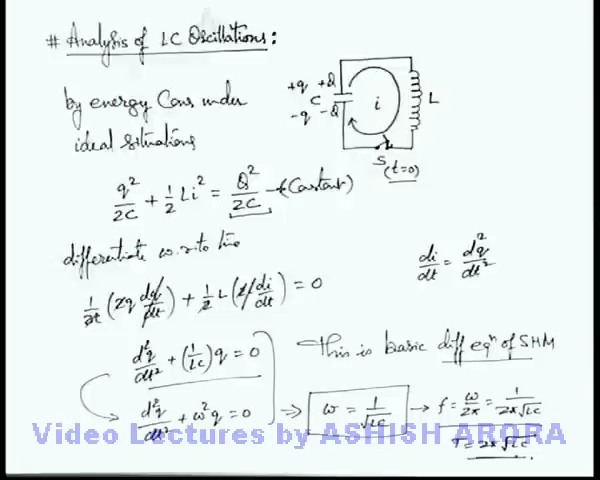 # Analysis of LC Oscillations:
+q +Q
C
-q -Q
i
L
S (t=0)
by energy Cons under
ideal situations
q²/2C + 1/2 Li² = Q²/2C → (Constant)
differentiate w.r.to time
di/dt = d²q/dt²
(2q dq/dt) + 1/2 L (2i di/dt) = 0
d²q/dt² + (1/LC) q = 0
This is basic diff eqⁿ of SHM
d²q/dt² + ω²q = 0 ⇒ ω = 1/√LC → f = ω/2π = 1/2π√LC
T = 2π√LC
Video Lectures by ASHISH ARORA